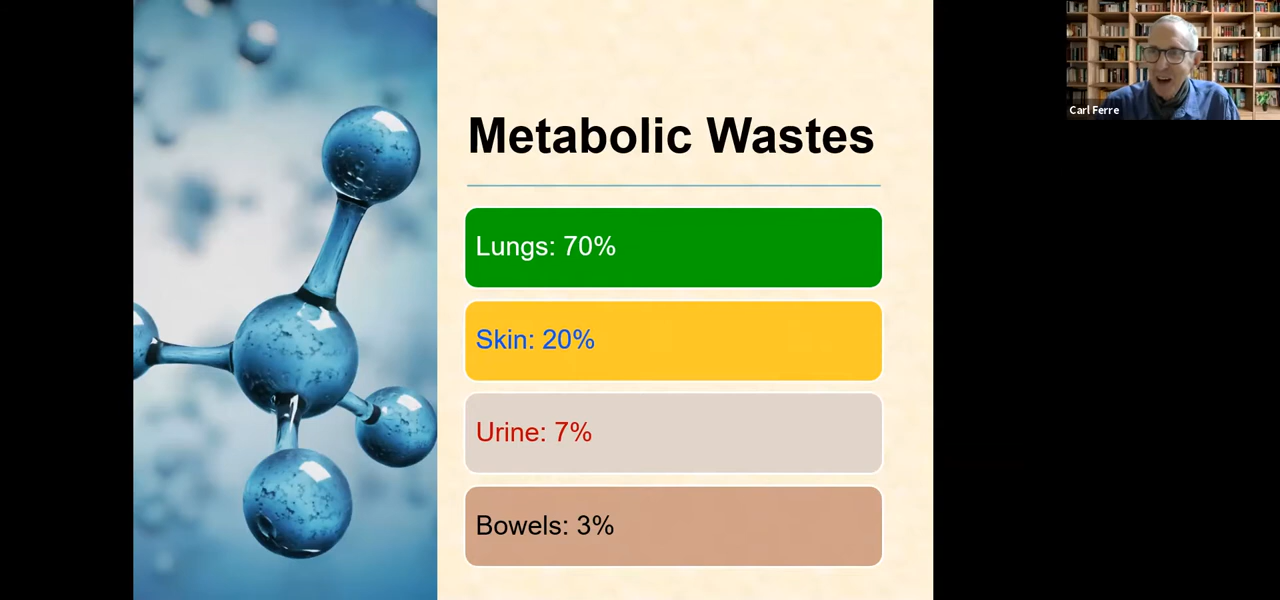 Metabolic Wastes
Lungs: 70%
Skin: 20%
Urine: 7%
Bowels: 3%
Carl Ferre